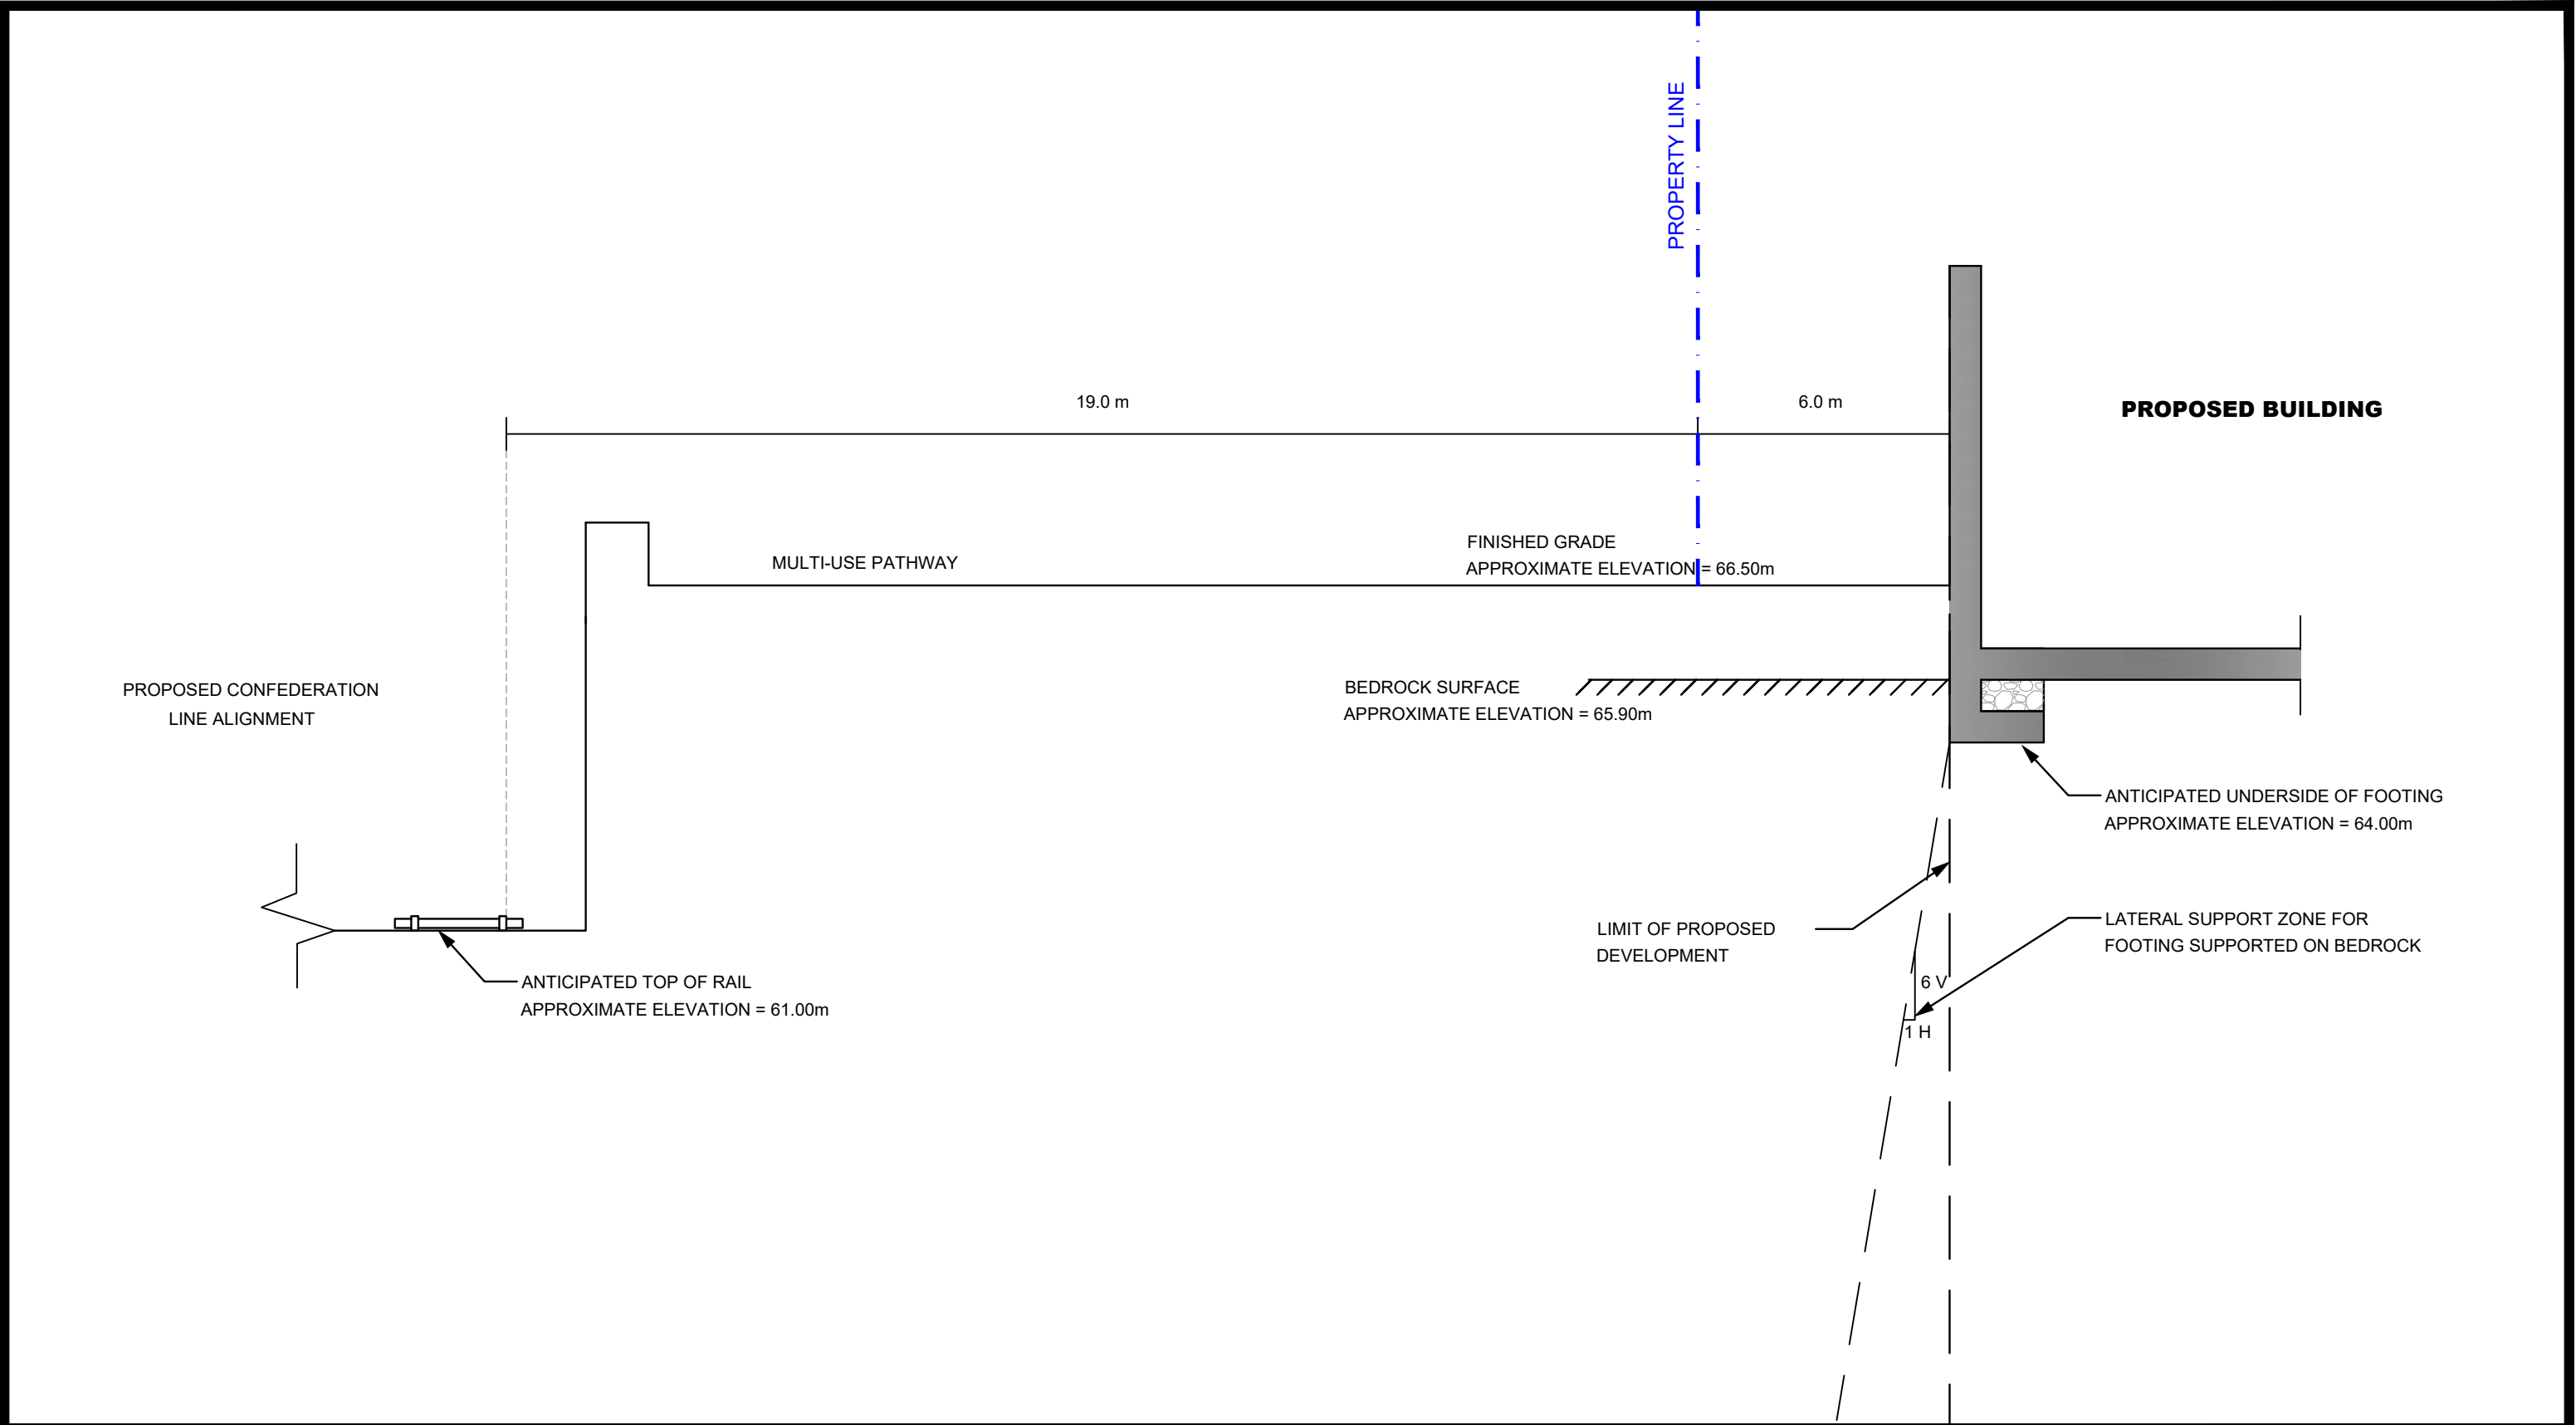 PROPERTY LINE
19.0 m
6.0 m
PROPOSED BUILDING
MULTI-USE PATHWAY
FINISHED GRADE
APPROXIMATE ELEVATION = 66.50m
PROPOSED CONFEDERATION
LINE ALIGNMENT
BEDROCK SURFACE
APPROXIMATE ELEVATION = 65.90m
ANTICIPATED UNDERSIDE OF FOOTING
APPROXIMATE ELEVATION = 64.00m
LIMIT OF PROPOSED
DEVELOPMENT
LATERAL SUPPORT ZONE FOR
FOOTING SUPPORTED ON BEDROCK
ANTICIPATED TOP OF RAIL
APPROXIMATE ELEVATION = 61.00m
6 V
1 H